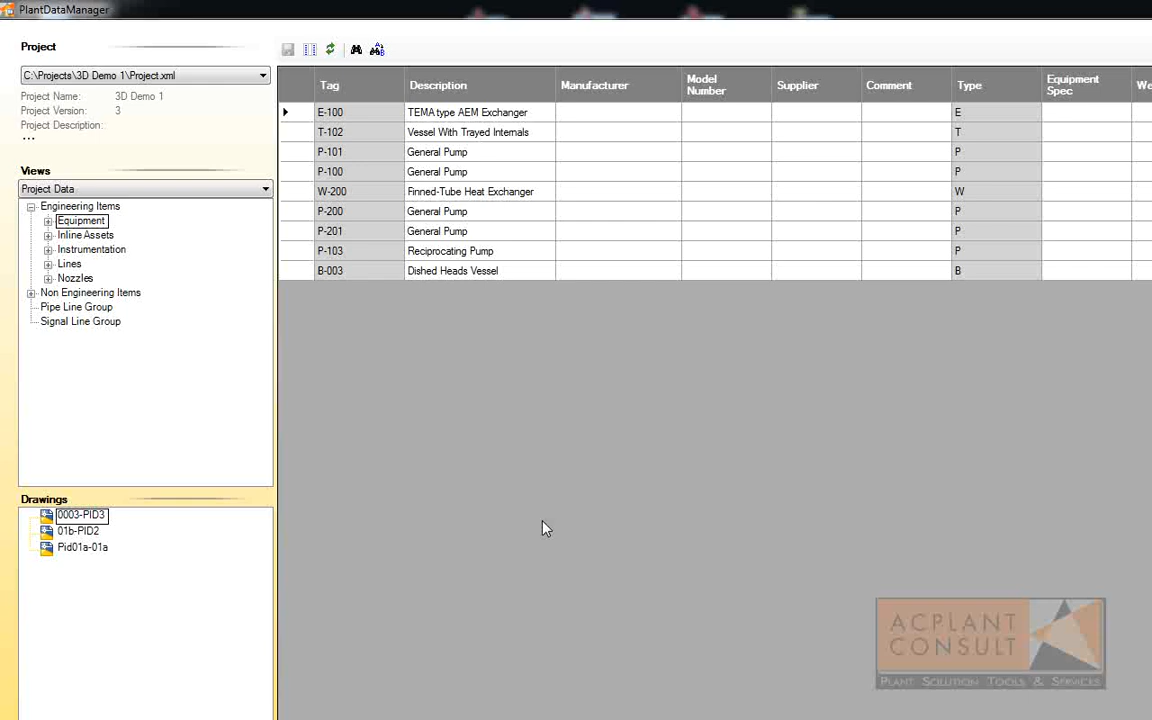 PlantDataManager
Project
C:\Projects\3D Demo 1\Project.xml
Project Name: 3D Demo 1
Project Version: 3
Project Description:
...
Views
Project Data
Engineering Items
Equipment
Inline Assets
Instrumentation
Lines
Nozzles
Non Engineering Items
Pipe Line Group
Signal Line Group
Drawings
0003-PID3
01b-PID2
Pid01a-01a
Tag Description Manufacturer Model Number Supplier Comment Type Equipment Spec We
E-100 TEMA type AEM Exchanger E
T-102 Vessel With Trayed Internals T
P-101 General Pump P
P-100 General Pump P
W-200 Finned-Tube Heat Exchanger W
P-200 General Pump P
P-201 General Pump P
P-103 Reciprocating Pump P
B-003 Dished Heads Vessel B
ACPLANT
CONSULT
PLANT SOLUTION TOOLS & SERVICES